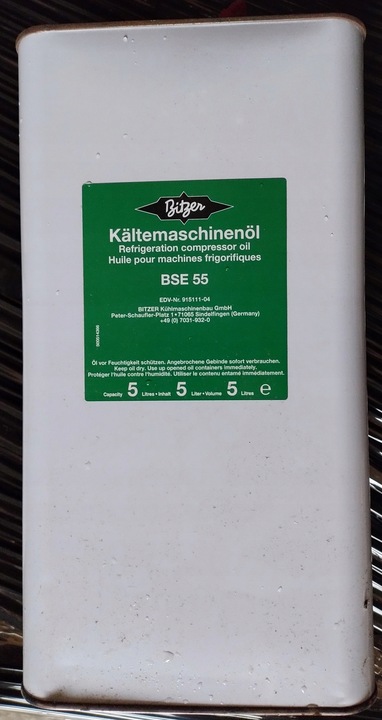 Bitzer
Kältemaschinenöl
Refrigeration compressor oil
Huile pour machines frigorifiques
BSE 55
EDV-Nr. 915111-04
BITZER Kühlmaschinenbau GmbH
Peter-Schaufler-Platz 1•71065 Sindelfingen (Germany)
+49 (0) 7031-932-0
Öl vor Feuchtigkeit schützen. Angebrochene Gebinde sofort verbrauchen.
Keep oil dry. Use up opened oil containers immediately.
Protéger l'huile contre l'humidité. Utiliser le contenu entamé immédiatement.
Capacity 5 Litres • Inhalt 5 Liter • Volume 5 Litres ℮